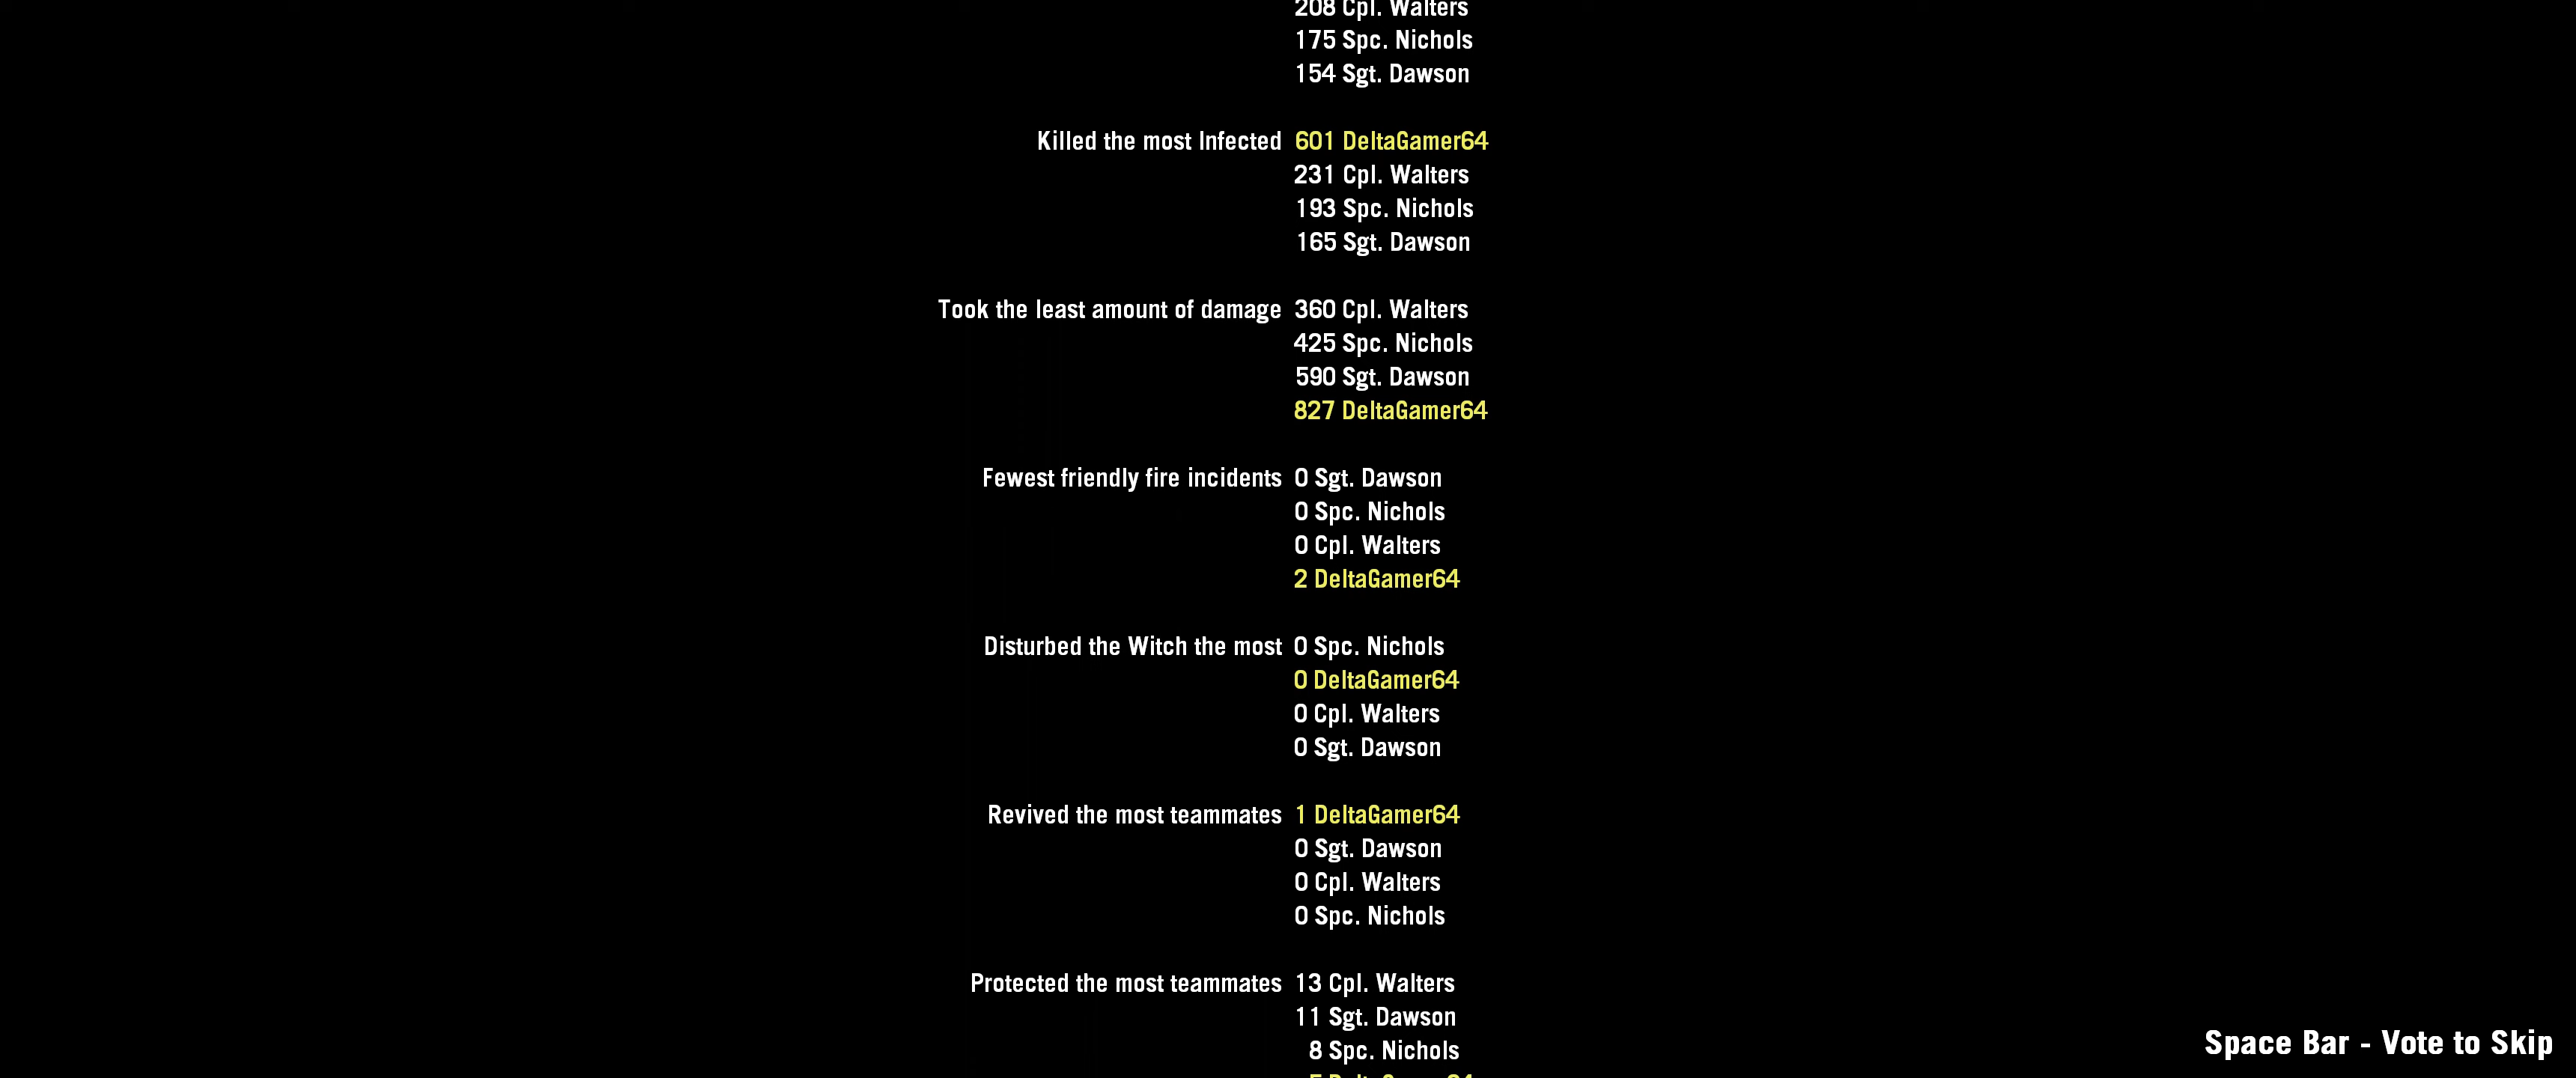 208 Cpl. Walters
175 Spc. Nichols
154 Sgt. Dawson
Killed the most Infected 601 DeltaGamer64
231 Cpl. Walters
193 Spc. Nichols
165 Sgt. Dawson
Took the least amount of damage 360 Cpl. Walters
425 Spc. Nichols
590 Sgt. Dawson
827 DeltaGamer64
Fewest friendly fire incidents 0 Sgt. Dawson
0 Spc. Nichols
0 Cpl. Walters
2 DeltaGamer64
Disturbed the Witch the most 0 Spc. Nichols
0 DeltaGamer64
0 Cpl. Walters
0 Sgt. Dawson
Revived the most teammates 1 DeltaGamer64
0 Sgt. Dawson
0 Cpl. Walters
0 Spc. Nichols
Protected the most teammates 13 Cpl. Walters
11 Sgt. Dawson
8 Spc. Nichols
DeltaGamer64
Space Bar - Vote to Skip